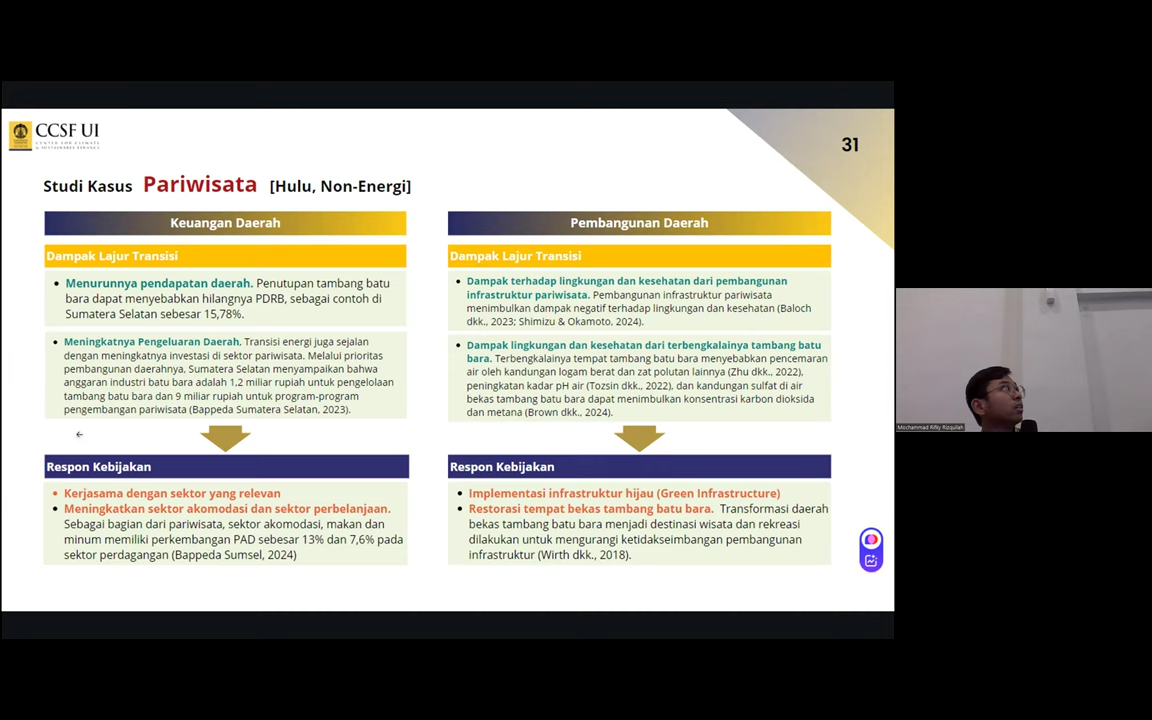 CCSF UI
CENTER FOR CLIMATE
& SUSTAINABLE FINANCE
31
Studi Kasus Pariwisata [Hulu, Non-Energi]
Keuangan Daerah
Dampak Lajur Transisi
• Menurunnya pendapatan daerah. Penutupan tambang batu
bara dapat menyebabkan hilangnya PDRB, sebagai contoh di
Sumatera Selatan sebesar 15,78%.
• Meningkatnya Pengeluaran Daerah, Transisi energi juga sejalan
dengan meningkatnya investasi di sektor pariwisata. Melalui prioritas
pembangunan daerahnya, Sumatera Selatan menyampaikan bahwa
anggaran industri batu bara adalah 1,2 miliar rupiah untuk pengelolaan
tambang batu bara dan 9 miliar rupiah untuk program-program
pengembangan pariwisata (Bappeda Sumatera Selatan, 2023).
Respon Kebijakan
• Kerjasama dengan sektor yang relevan
• Meningkatkan sektor akomodasi dan sektor perbelanjaan.
Sebagai bagian dari pariwisata, sektor akomodasi, makan dan
minum memiliki perkembangan PAD sebesar 13% dan 7,6% pada
sektor perdagangan (Bappeda Sumsel, 2024)
Pembangunan Daerah
Dampak Lajur Transisi
• Dampak terhadap lingkungan dan kesehatan dari pembangunan
infrastruktur pariwisata. Pembangunan infrastruktur pariwisata
menimbulkan dampak negatif terhadap lingkungan dan kesehatan (Baloch
dkk., 2023; Shimizu & Okamoto, 2024).
• Dampak lingkungan dan kesehatan dari terbengkalainya tambang batu
bara. Terbengkalainya tempat tambang batu bara menyebabkan pencemaran
air oleh kandungan logam berat dan zat polutan lainnya (Zhu dkk., 2022),
peningkatan kadar pH air (Tozsin dkk., 2022), dan kandungan sulfat di air
bekas tambang batu bara dapat menimbulkan konsentrasi karbon dioksida
dan metana (Brown dkk., 2024).
Respon Kebijakan
• Implementasi infrastruktur hijau (Green Infrastructure)
• Restorasi tempat bekas tambang batu bara. Transformasi daerah
bekas tambang batu bara menjadi destinasi wisata dan rekreasi
dilakukan untuk mengurangi ketidakseimbangan pembangunan
infrastruktur (Wirth dkk., 2018).
Mochammad Rifky Rizqullah